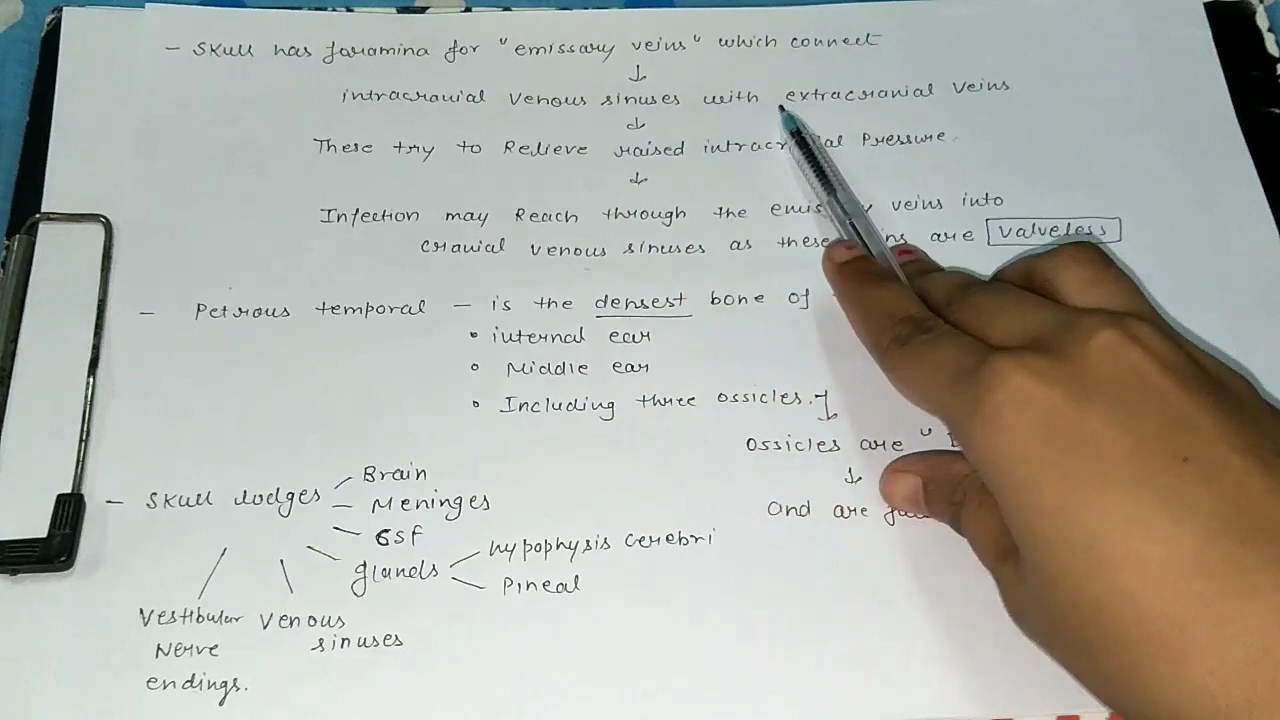 - Skull has foramina for "emissary veins" which connect
↓
intracranial venous sinuses with extracranial veins
↓
These try to Relieve raised Pressure.
↓
Infection may Reach through the veins into
cranial venous sinuses as these are valveless
- Petrous temporal - is the densest bone of
• internal ear
• Middle ear
• Including three ossicles.
ossicles are "
↓
and are
- Skull lodges
Brain
Meninges
CSF
glands
hypophysis cerebri
Pineal
Vestibular Nerve endings.
Venous sinuses